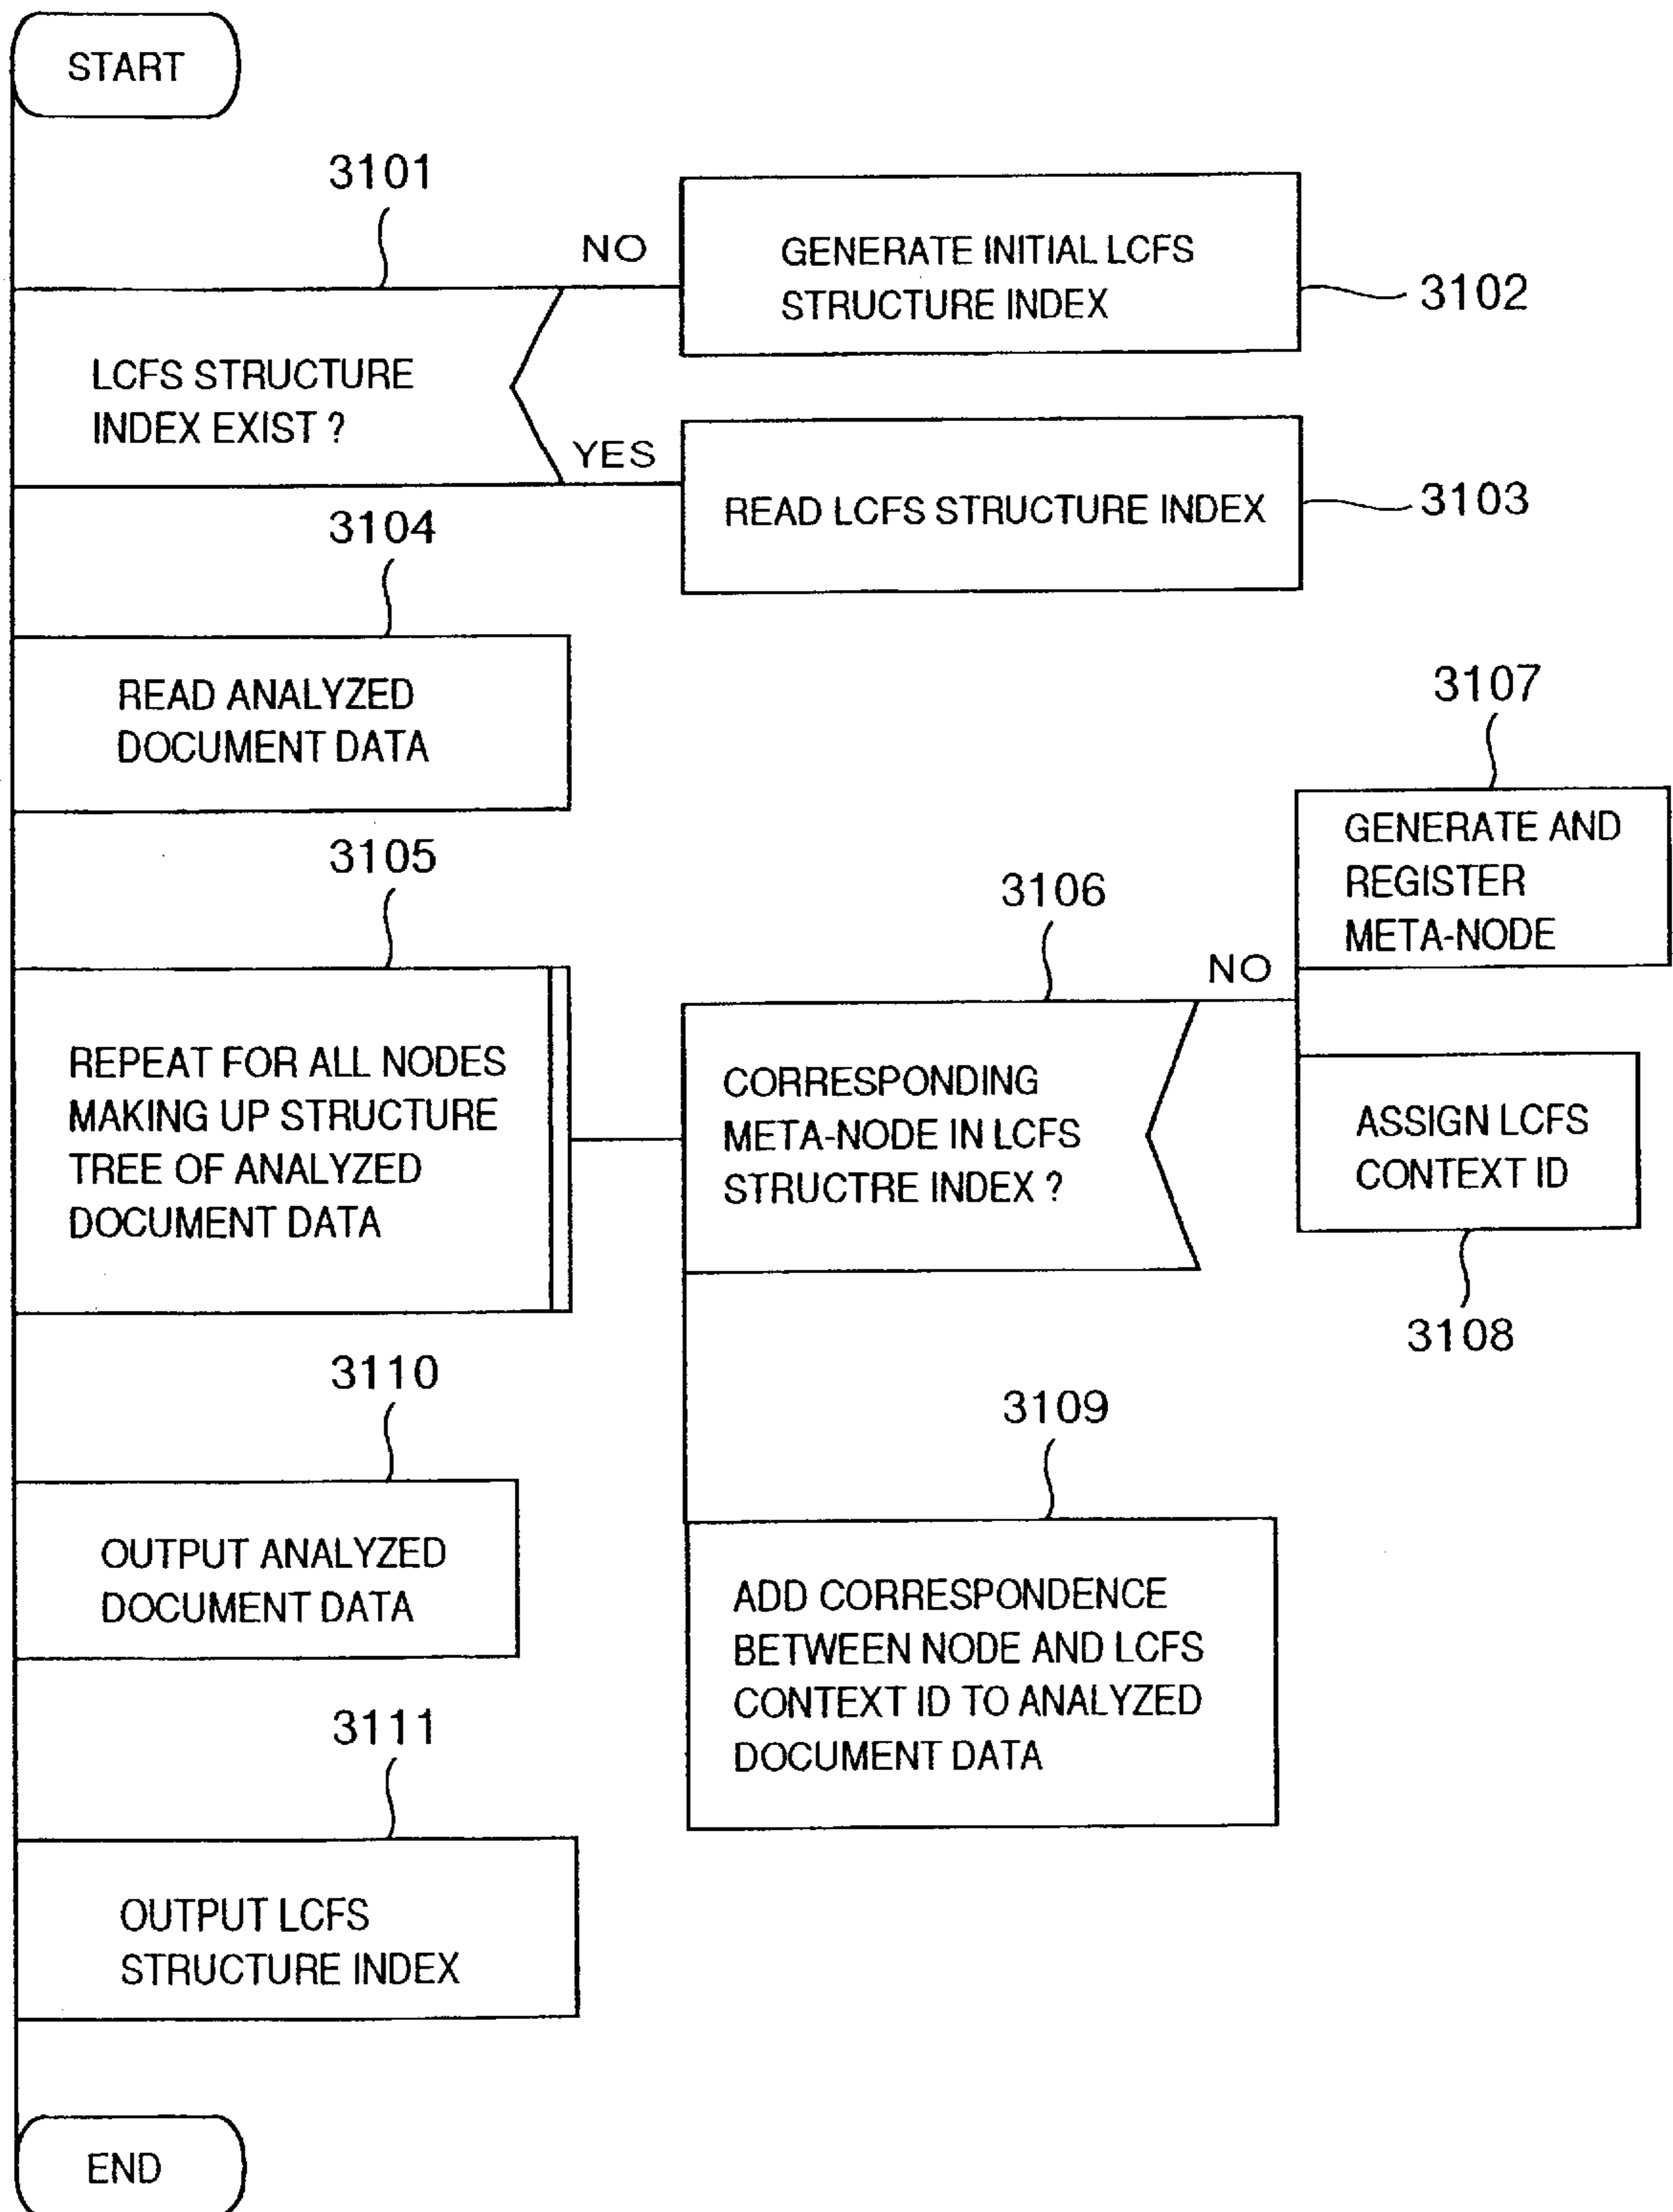 START
3101
NO
GENERATE INITIAL LCFS
STRUCTURE INDEX
3102
LCFS STRUCTURE
INDEX EXIST ?
YES
READ LCFS STRUCTURE INDEX
3103
3104
READ ANALYZED
DOCUMENT DATA
3105
REPEAT FOR ALL NODES
MAKING UP STRUCTURE
TREE OF ANALYZED
DOCUMENT DATA
3106
CORRESPONDING
META-NODE IN LCFS
STRUCTRE INDEX ?
NO
3107
GENERATE AND
REGISTER
META-NODE
ASSIGN LCFS
CONTEXT ID
3108
3109
ADD CORRESPONDENCE
BETWEEN NODE AND LCFS
CONTEXT ID TO ANALYZED
DOCUMENT DATA
3110
OUTPUT ANALYZED
DOCUMENT DATA
3111
OUTPUT LCFS
STRUCTURE INDEX
END